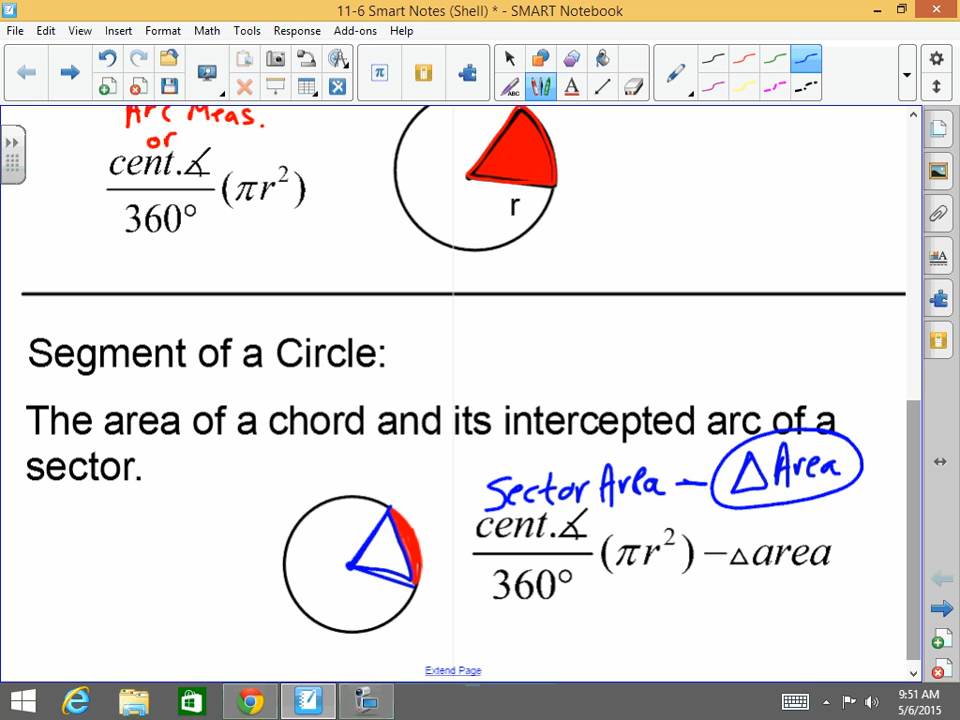 11-6 Smart Notes (Shell) * - SMART Notebook
File Edit View Insert Format Math Tools Response Add-ons Help
π
ABC
A
Arc Meas.
or
cent.∡
360°
(πr²)
r
Segment of a Circle:
The area of a chord and its intercepted arc of a
sector.
Sector Area – △ Area
cent.∡
360°
(πr²) – △area
Extend Page
9:51 AM
5/6/2015